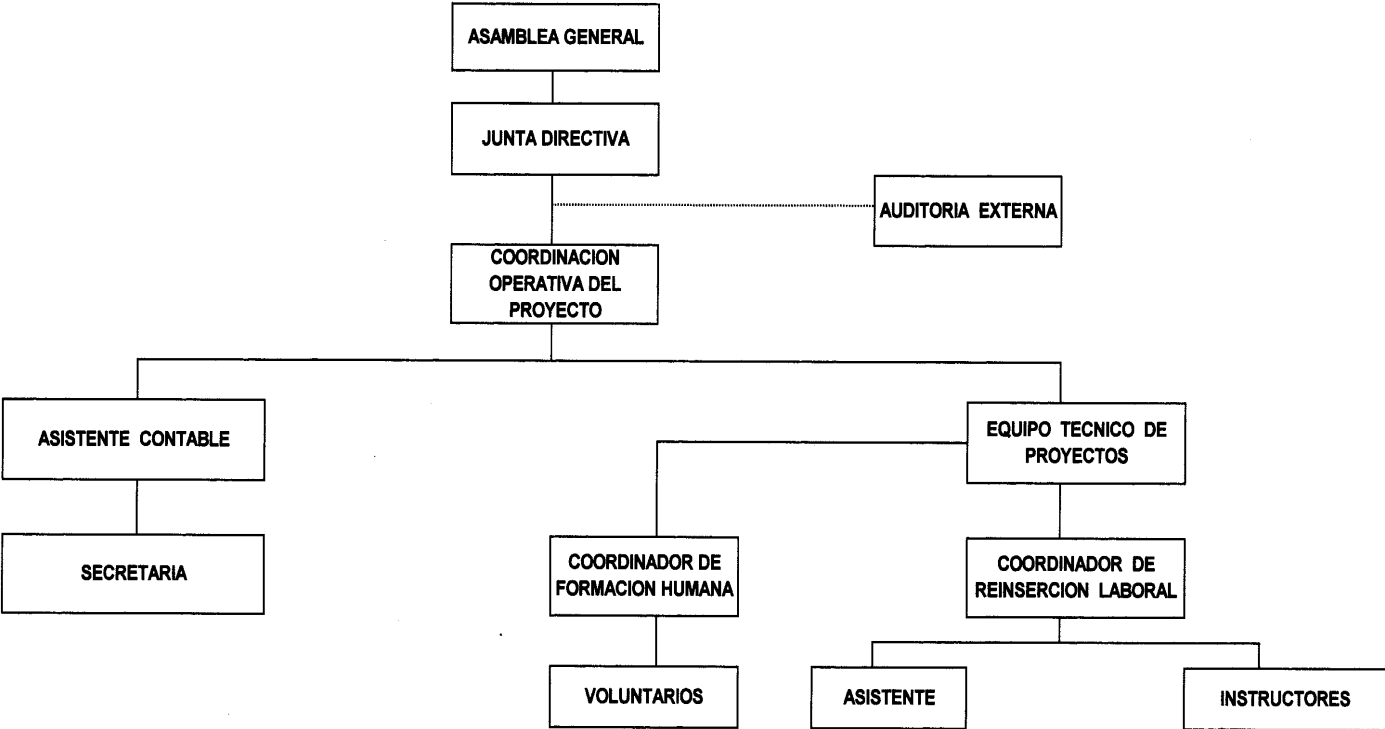 ASAMBLEA GENERAL
JUNTA DIRECTIVA
AUDITORIA EXTERNA
COORDINACION
OPERATIVA DEL
PROYECTO
ASISTENTE CONTABLE
EQUIPO TECNICO DE
PROYECTOS
SECRETARIA
COORDINADOR DE
FORMACION HUMANA
COORDINADOR DE
REINSERCION LABORAL
VOLUNTARIOS
ASISTENTE
INSTRUCTORES